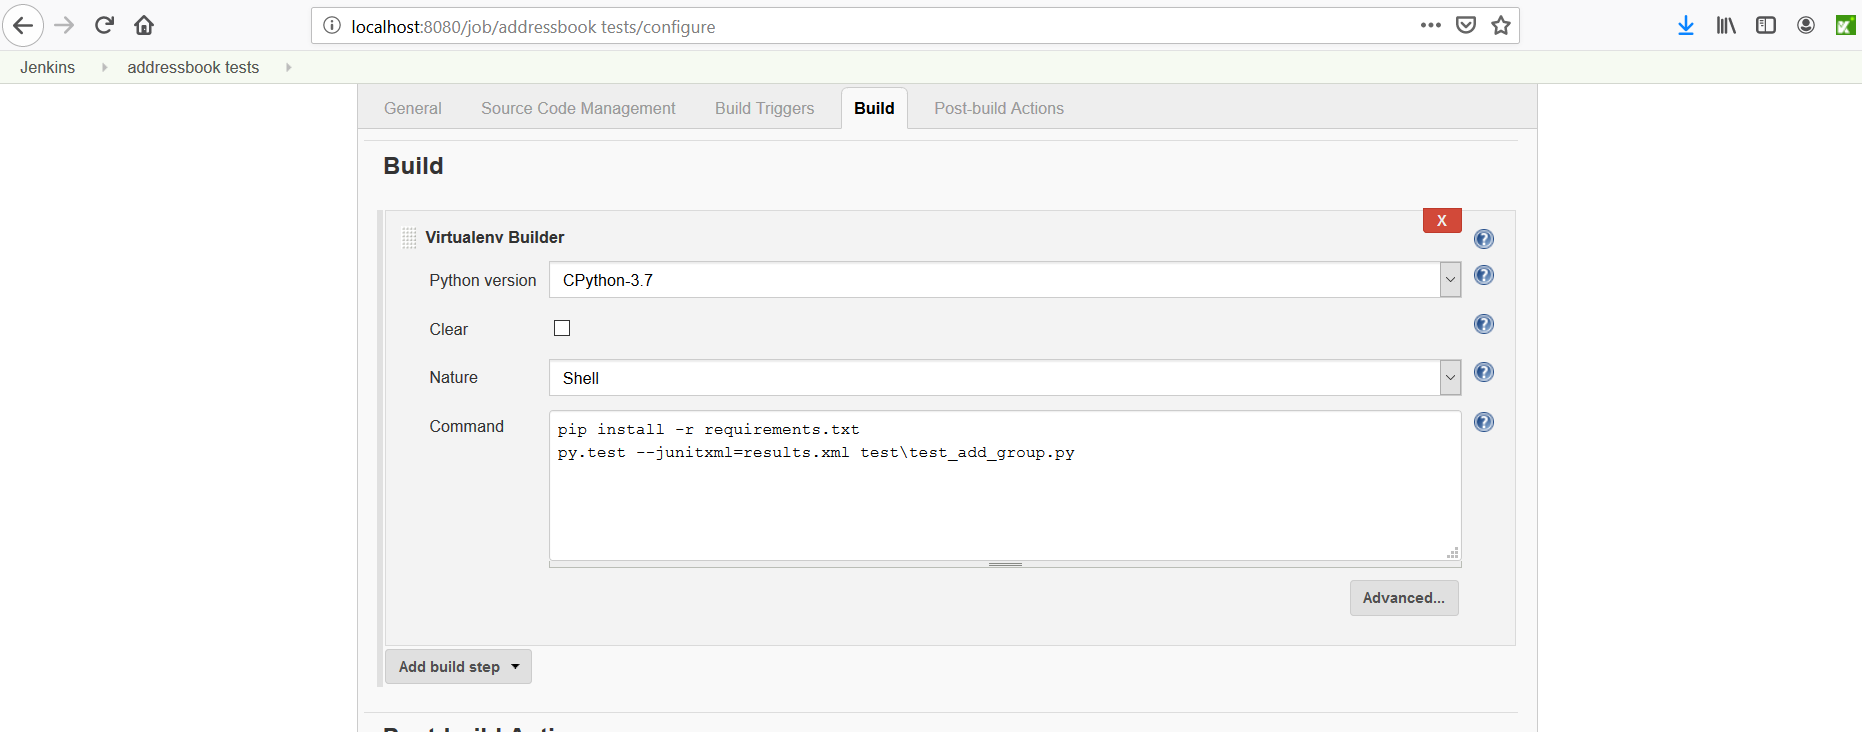 localhost:8080/job/addressbook tests/configure
Jenkins addressbook tests
General Source Code Management Build Triggers Build Post-build Actions
Build
X
Virtualenv Builder
Python version CPython-3.7
Clear
Nature Shell
Command
pip install -r requirements.txt
py.test --junitxml=results.xml test\test_add_group.py
Advanced...
Add build step